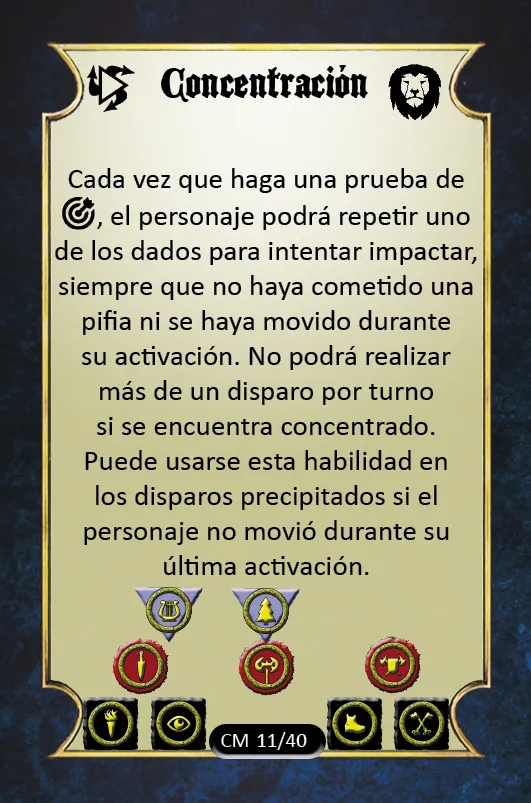 Concentración
Cada vez que haga una prueba de
, el personaje podrá repetir uno
de los dados para intentar impactar,
siempre que no haya cometido una
pifia ni se haya movido durante
su activación. No podrá realizar
más de un disparo por turno
si se encuentra concentrado.
Puede usarse esta habilidad en
los disparos precipitados si el
personaje no movió durante su
última activación.
CM 11/40